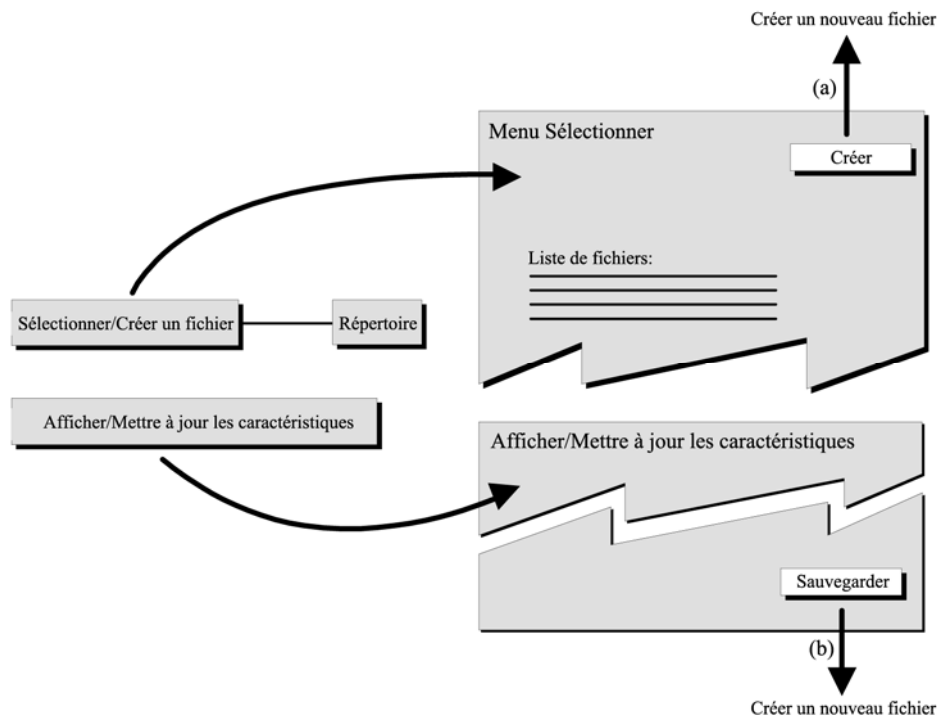 Créer un nouveau fichier
(a)
Menu Sélectionner
Créer
Liste de fichiers:
Sélectionner/Créer un fichier
Répertoire
Afficher/Mettre à jour les caractéristiques
Afficher/Mettre à jour les caractéristiques
Sauvegarder
(b)
Créer un nouveau fichier